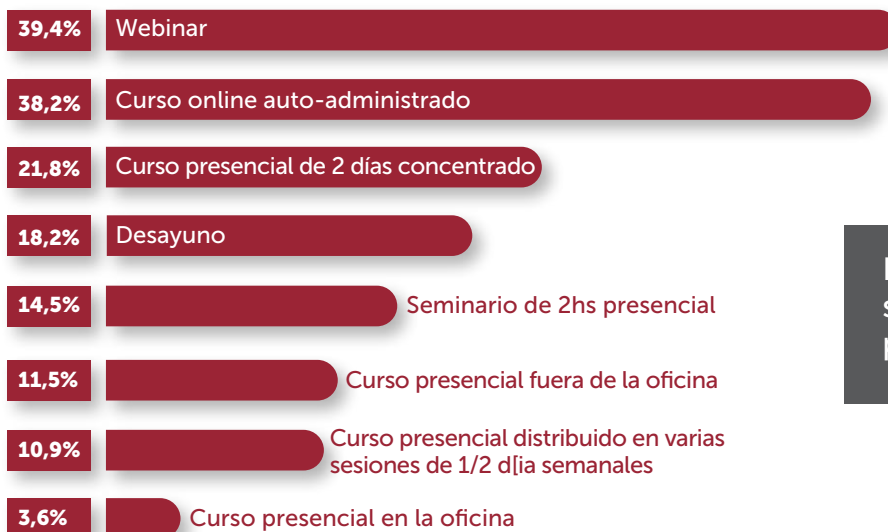 39,4% Webinar
38,2% Curso online auto-administrado
21,8% Curso presencial de 2 días concentrado
18,2% Desayuno
14,5% Seminario de 2hs presencial
11,5% Curso presencial fuera de la oficina
10,9% Curso presencial distribuido en varias
sesiones de 1/2 d[ia semanales
3,6% Curso presencial en la oficina